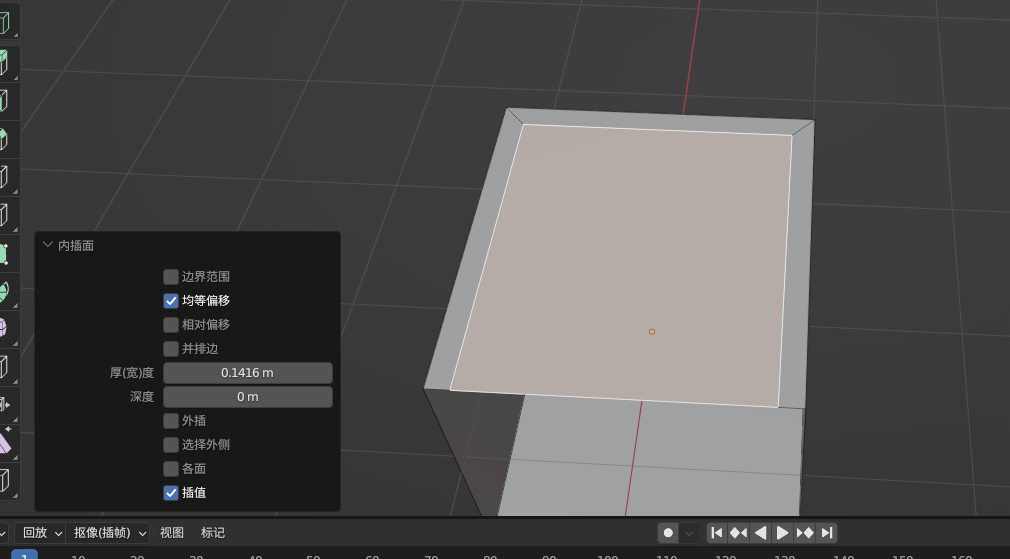 内插面
边界范围
均等偏移
相对偏移
并排边
厚(宽)度 0.1416 m
深度 0 m
外插
选择外侧
各面
插值
回放 抠像(插帧) 视图 标记
1 10 20 30 40 50 60 70 80 90 100 110 120 130 140 150 160